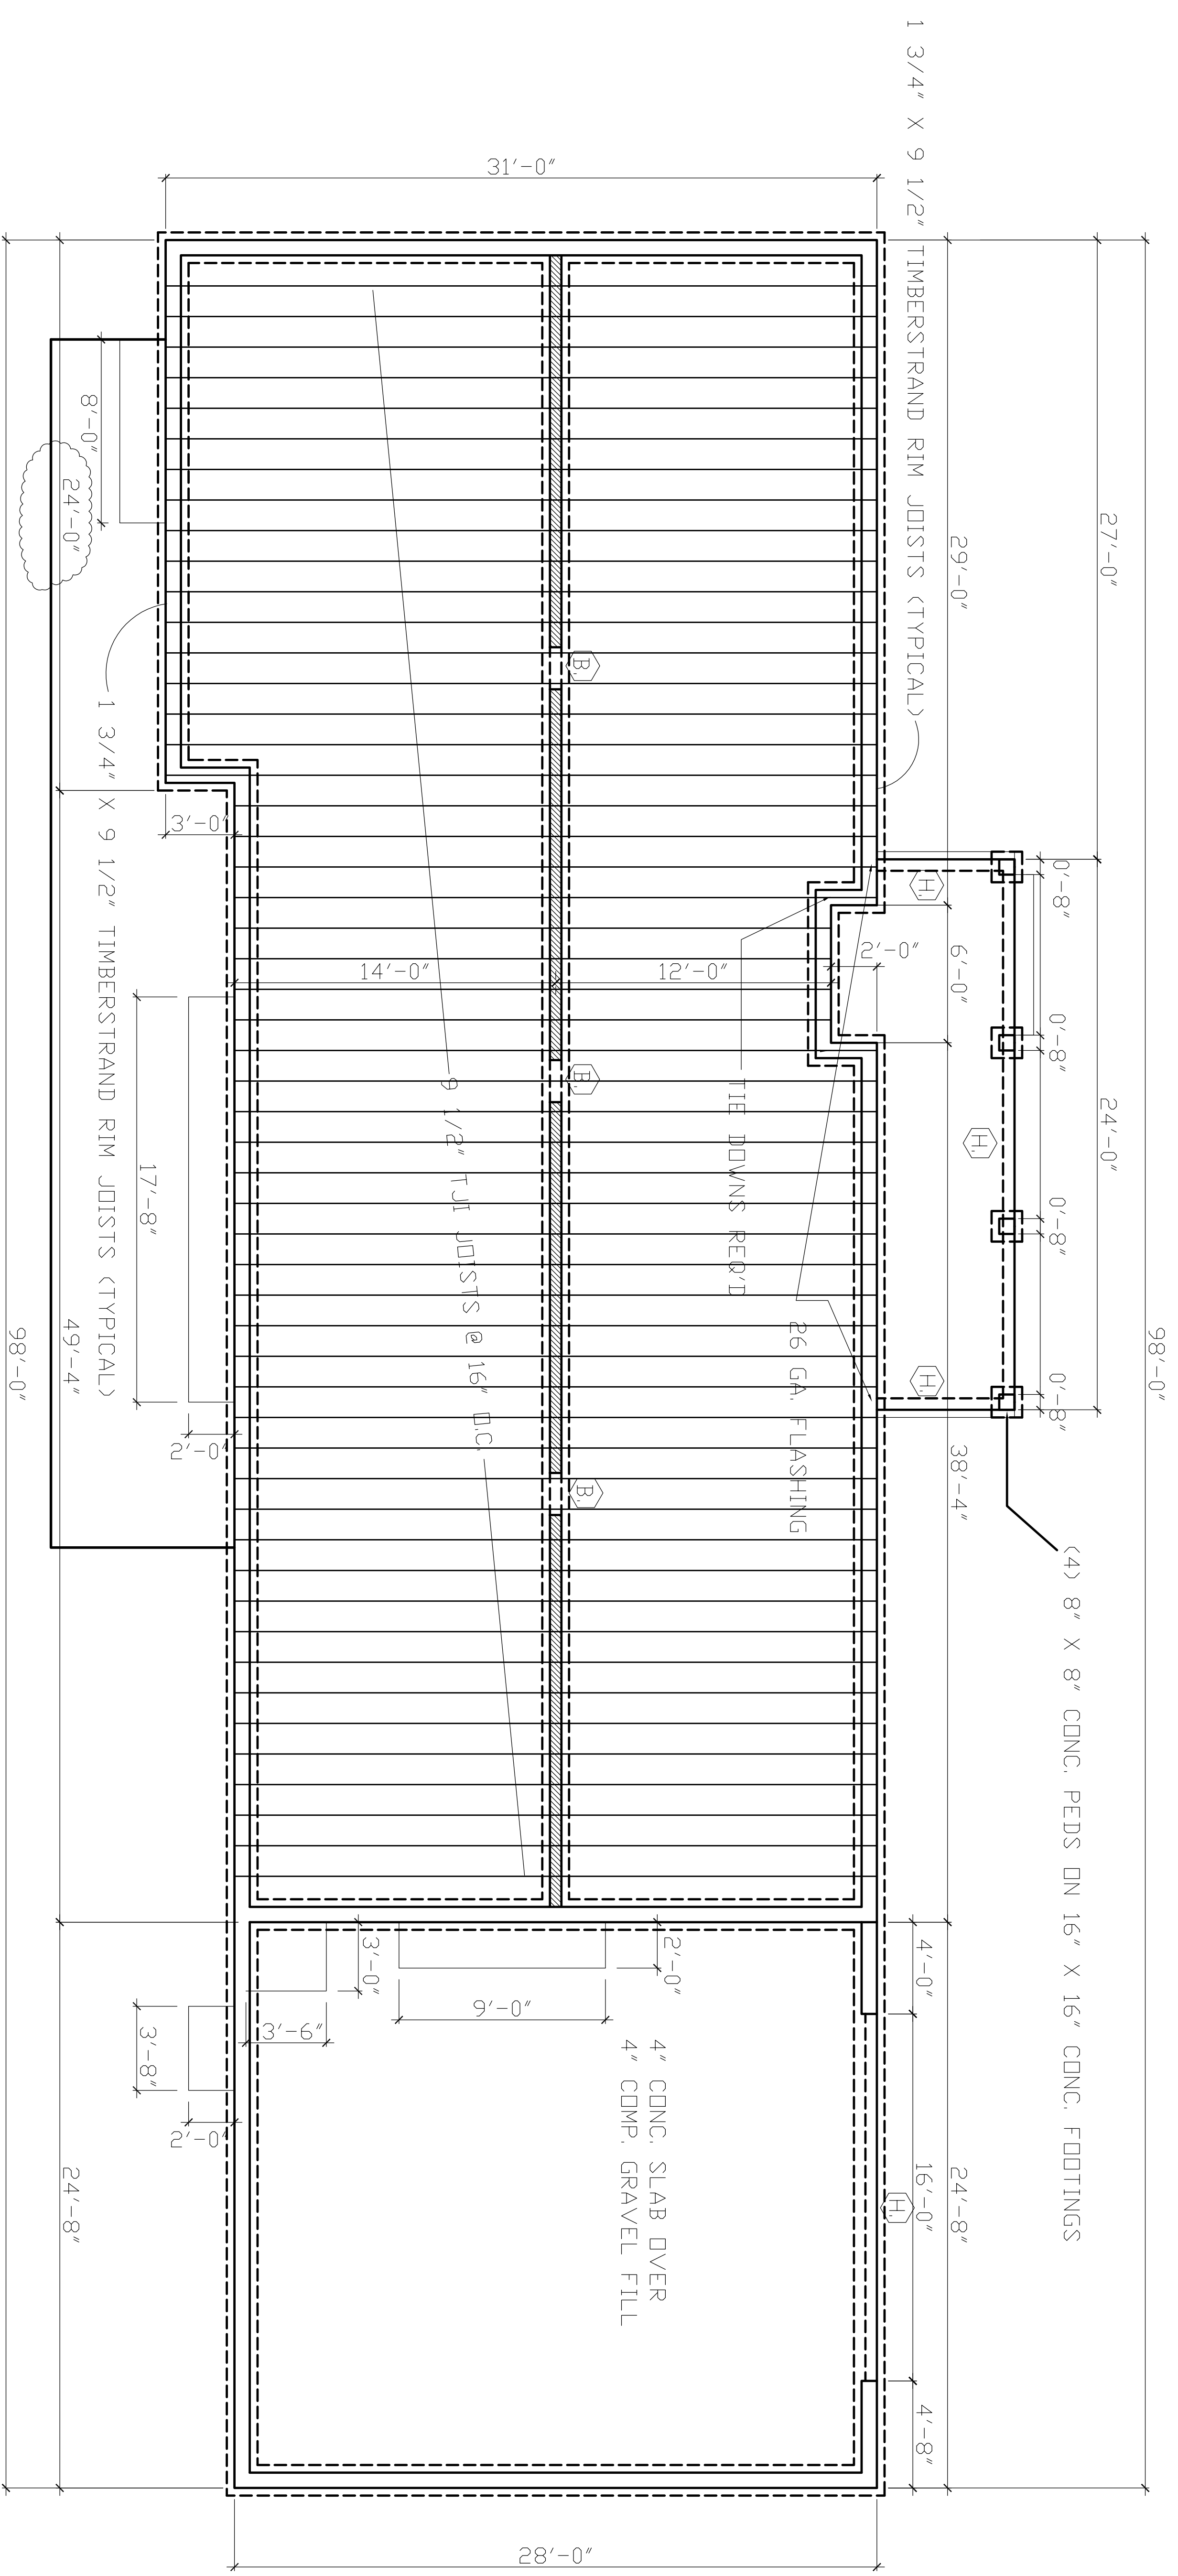 98'-0"
27'-0"
24'-0"
(4) 8" X 8" CONC. PEDS ON 16" X 16" CONC. FOOTINGS
0'-8"
0'-8"
0'-8"
0'-8"
29'-0"
6'-0"
38'-4"
24'-8"
1 3/4" X 9 1/2" TIMBERSTRAND RIM JOISTS (TYPICAL)
H.
H.
H.
H.
4'-0"
16'-0"
4'-8"
2'-0"
31'-0"
28'-0"
26 GA. FLASHING
TIE DOWNS REQ'D
14'-0"
12'-0"
B.
B.
B.
9 1/2" TJI JOISTS @ 16" O.C.
2'-0"
9'-0"
3'-0"
3'-6"
4" CONC. SLAB OVER
4" COMP. GRAVEL FILL
3'-0"
2'-0"
2'-0"
17'-8"
3'-8"
1 3/4" X 9 1/2" TIMBERSTRAND RIM JOISTS (TYPICAL)
8'-0"
24'-0"
49'-4"
24'-8"
98'-0"